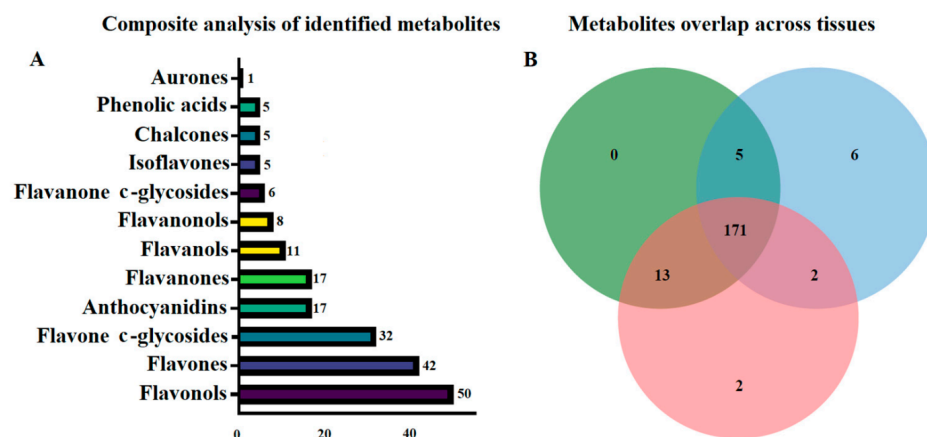 Composite analysis of identified metabolites
A
Aurones 1
Phenolic acids 5
Chalcones 5
Isoflavones 5
Flavanone c-glycosides 6
Flavanonols 8
Flavanols 11
Flavanones 17
Anthocyanidins 17
Flavone c-glycosides 32
Flavones 42
Flavonols 50
0 20 40
Metabolites overlap across tissues
B
0 5 6
171
13 2
2